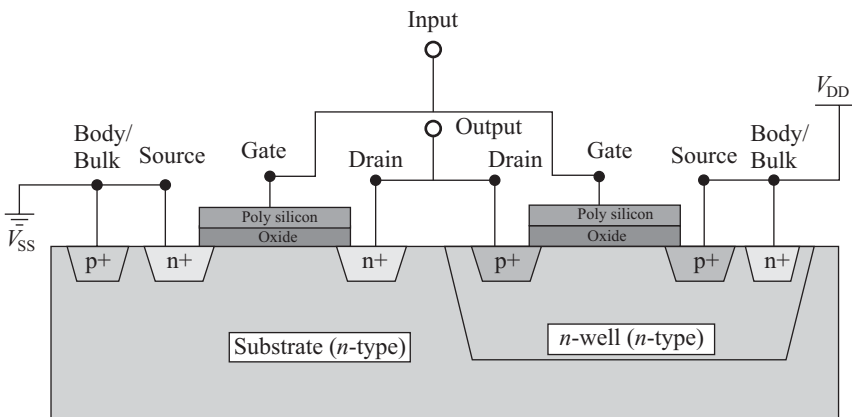 Input
V_DD
Output
Body/
Bulk
Source
Gate
Drain
Drain
Gate
Source
Body/
Bulk
V_SS
Poly silicon
Oxide
Poly silicon
Oxide
p+
n+
n+
p+
p+
n+
Substrate (n-type)
n-well (n-type)